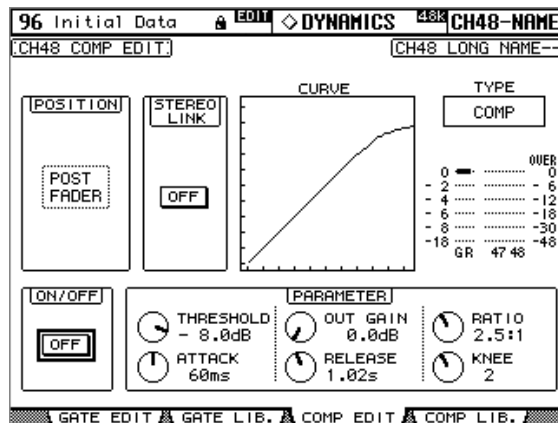 96 Initial Data EDIT ◇DYNAMICS 48k CH48-NAME
CH48 COMP EDIT
CH48 LONG NAME--
POSITION
POST
FADER
STEREO
LINK
OFF
CURVE
TYPE
COMP
OVER
0 0
- 2 - 6
- 4 -12
- 6 -18
- 8 -30
-18 -48
GR 47 48
ON/OFF
OFF
PARAMETER
THRESHOLD
- 8.0dB
OUT GAIN
0.0dB
RATIO
2.5:1
ATTACK
60ms
RELEASE
1.02s
KNEE
2
GATE EDIT GATE LIB. COMP EDIT COMP LIB.